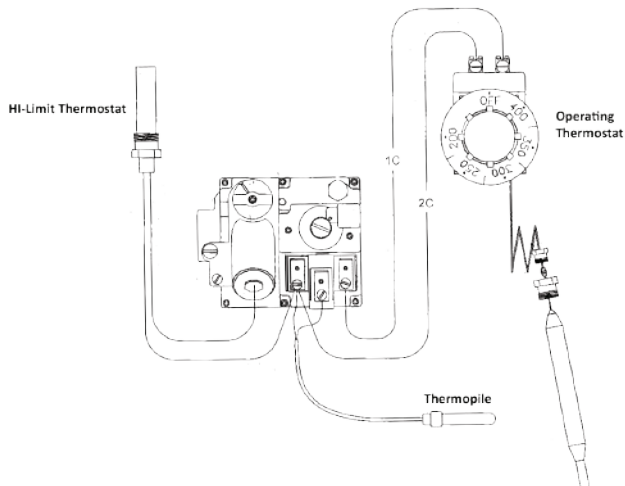 HI-Limit Thermostat
Operating
Thermostat
OFF
400
350
300
250
200
1C
2C
Thermopile